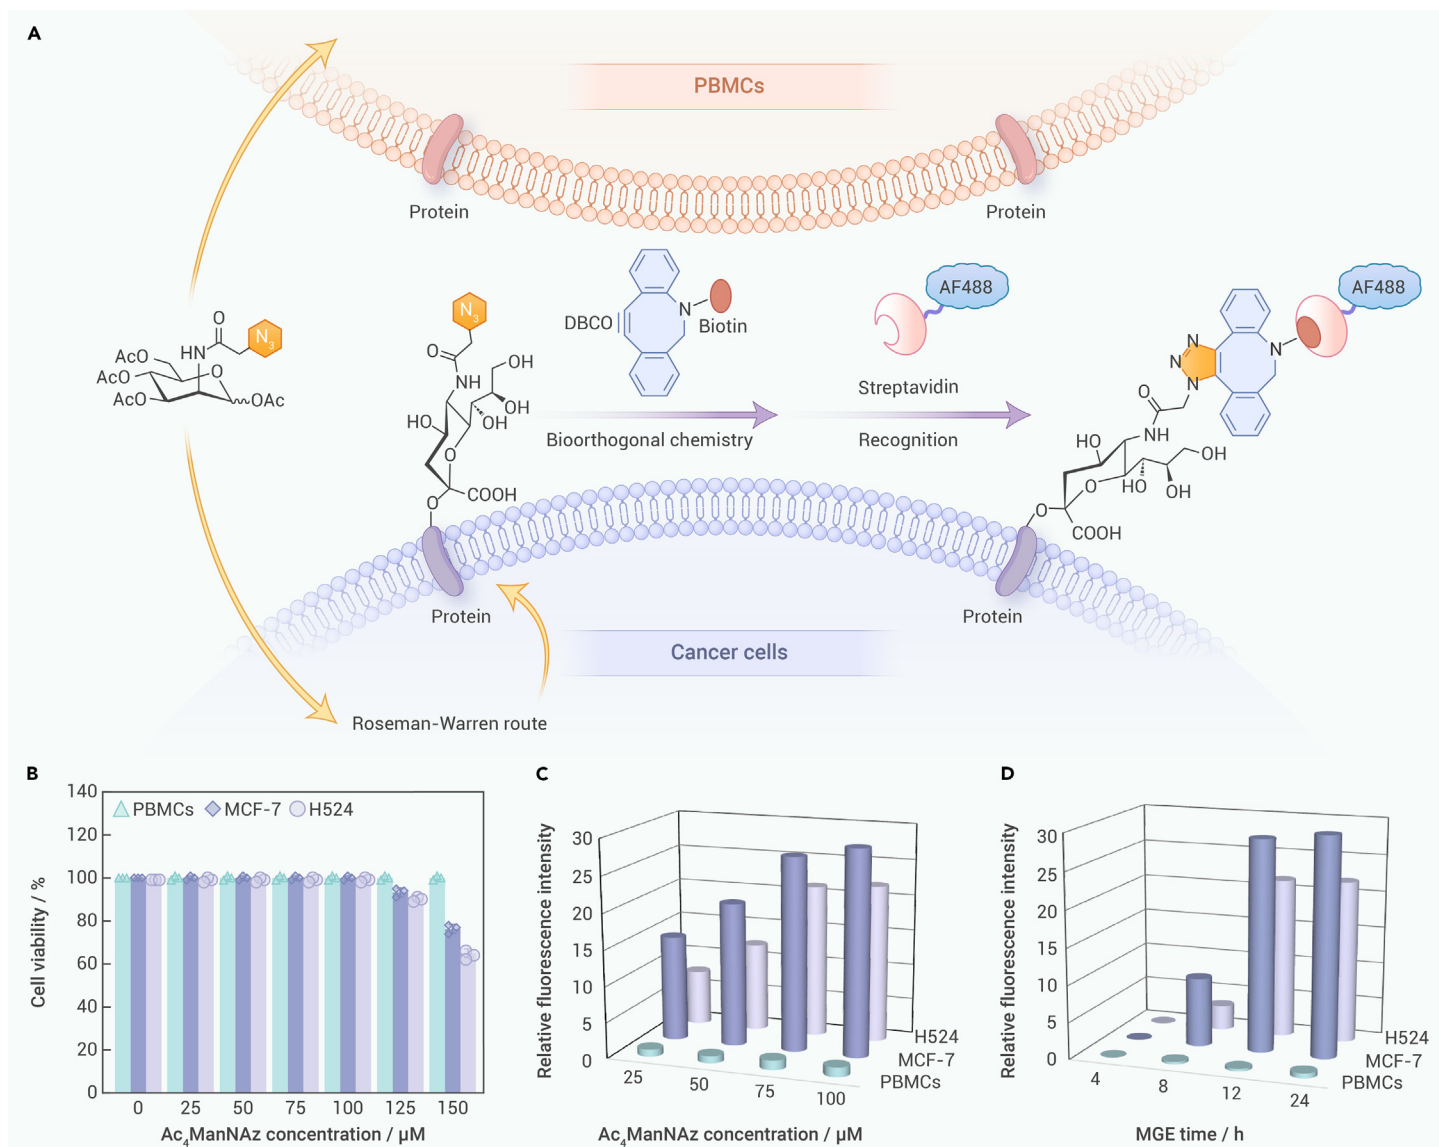 A
PBMCs
Protein
Protein
AF488
DBCO
N
Biotin
AF488
N3
O
HN
AcO
AcO
AcO
O
OAc
N3
O
NH
OH
OH
OH
HO
O
COOH
O
Streptavidin
Bioorthogonal chemistry
Recognition
N
N
N
N
O
NH
HO
OH
HO
OH
O
O
COOH
Protein
Protein
Cancer cells
Roseman-Warren route
B
140
120
100
80
60
40
20
0
Cell viability / %
PBMCs MCF-7 H524
0 25 50 75 100 125 150
Ac4ManNAz concentration / μM
C
Relative fluorescence intensity
30
25
20
15
10
5
0
25 50 75 100
H524
MCF-7
PBMCs
Ac4ManNAz concentration / μM
D
Relative fluorescence intensity
30
25
20
15
10
5
0
4 8 12 24
H524
MCF-7
PBMCs
MGE time / h